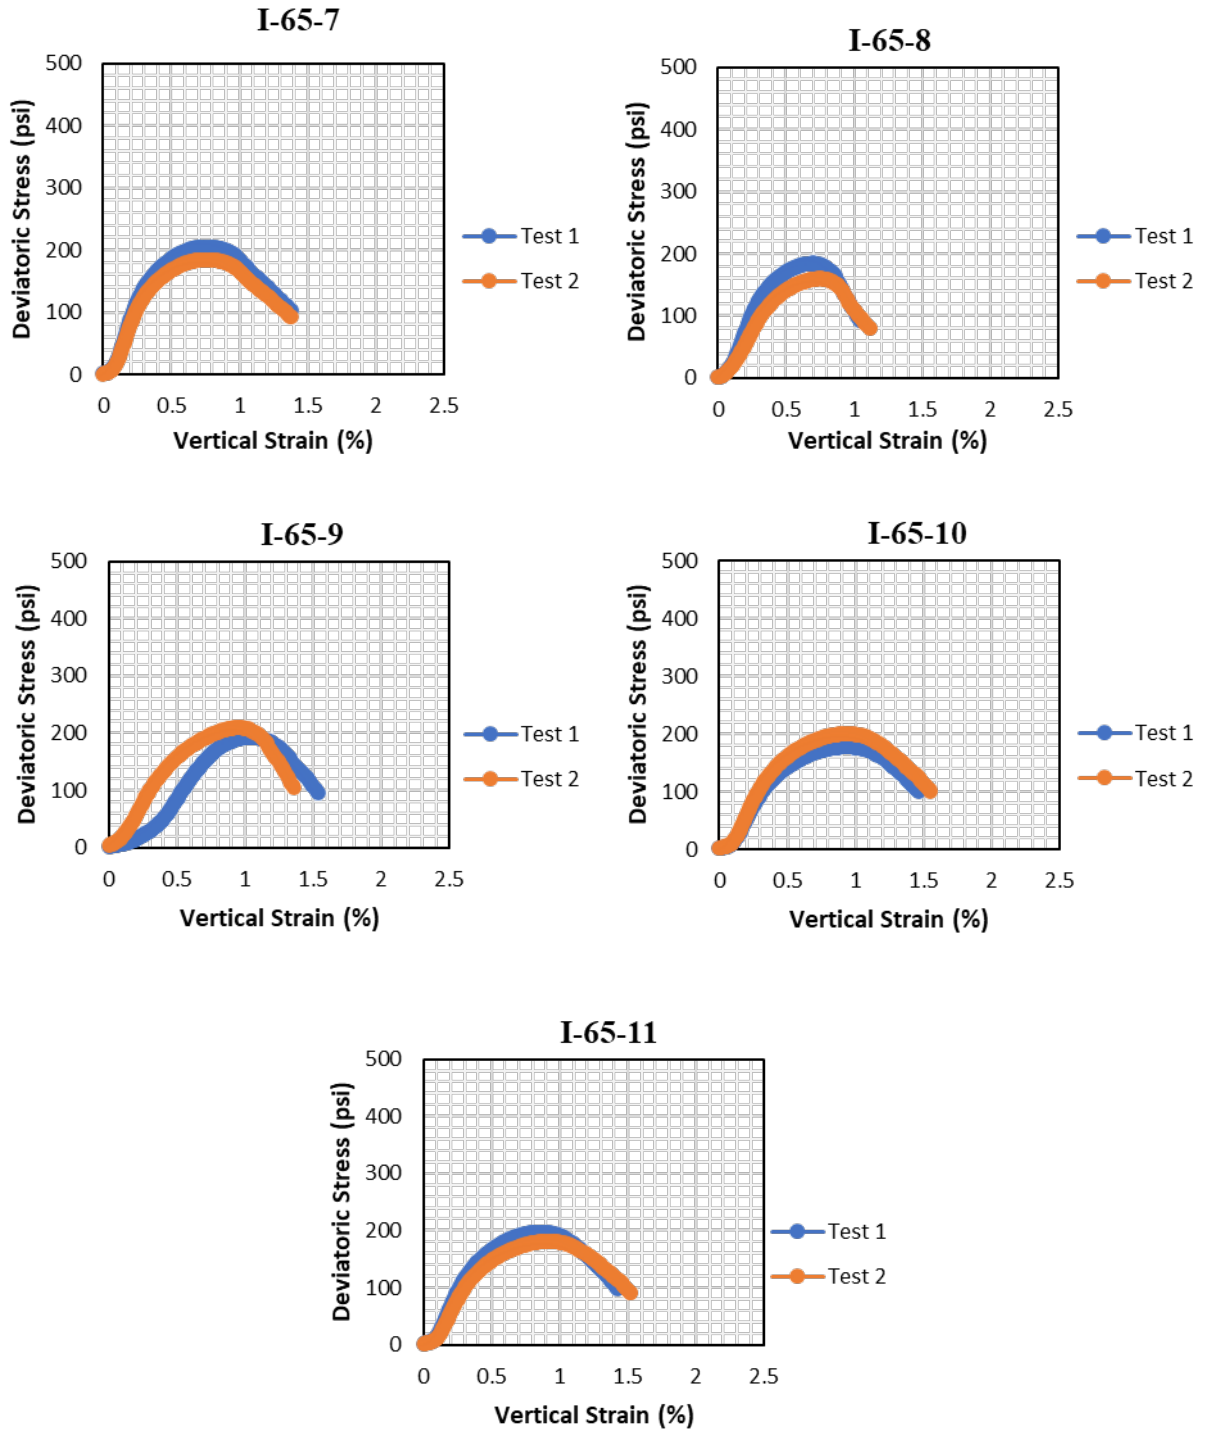 I-65-7
500
400
300
200
100
0
0 0.5 1 1.5 2 2.5
Deviatoric Stress (psi)
Vertical Strain (%)
Test 1
Test 2
I-65-8
500
400
300
200
100
0
0 0.5 1 1.5 2 2.5
Deviatoric Stress (psi)
Vertical Strain (%)
Test 1
Test 2
I-65-9
500
400
300
200
100
0
0 0.5 1 1.5 2 2.5
Deviatoric Stress (psi)
Vertical Strain (%)
Test 1
Test 2
I-65-10
500
400
300
200
100
0
0 0.5 1 1.5 2 2.5
Deviatoric Stress (psi)
Vertical Strain (%)
Test 1
Test 2
I-65-11
500
400
300
200
100
0
0 0.5 1 1.5 2 2.5
Deviatoric Stress (psi)
Vertical Strain (%)
Test 1
Test 2